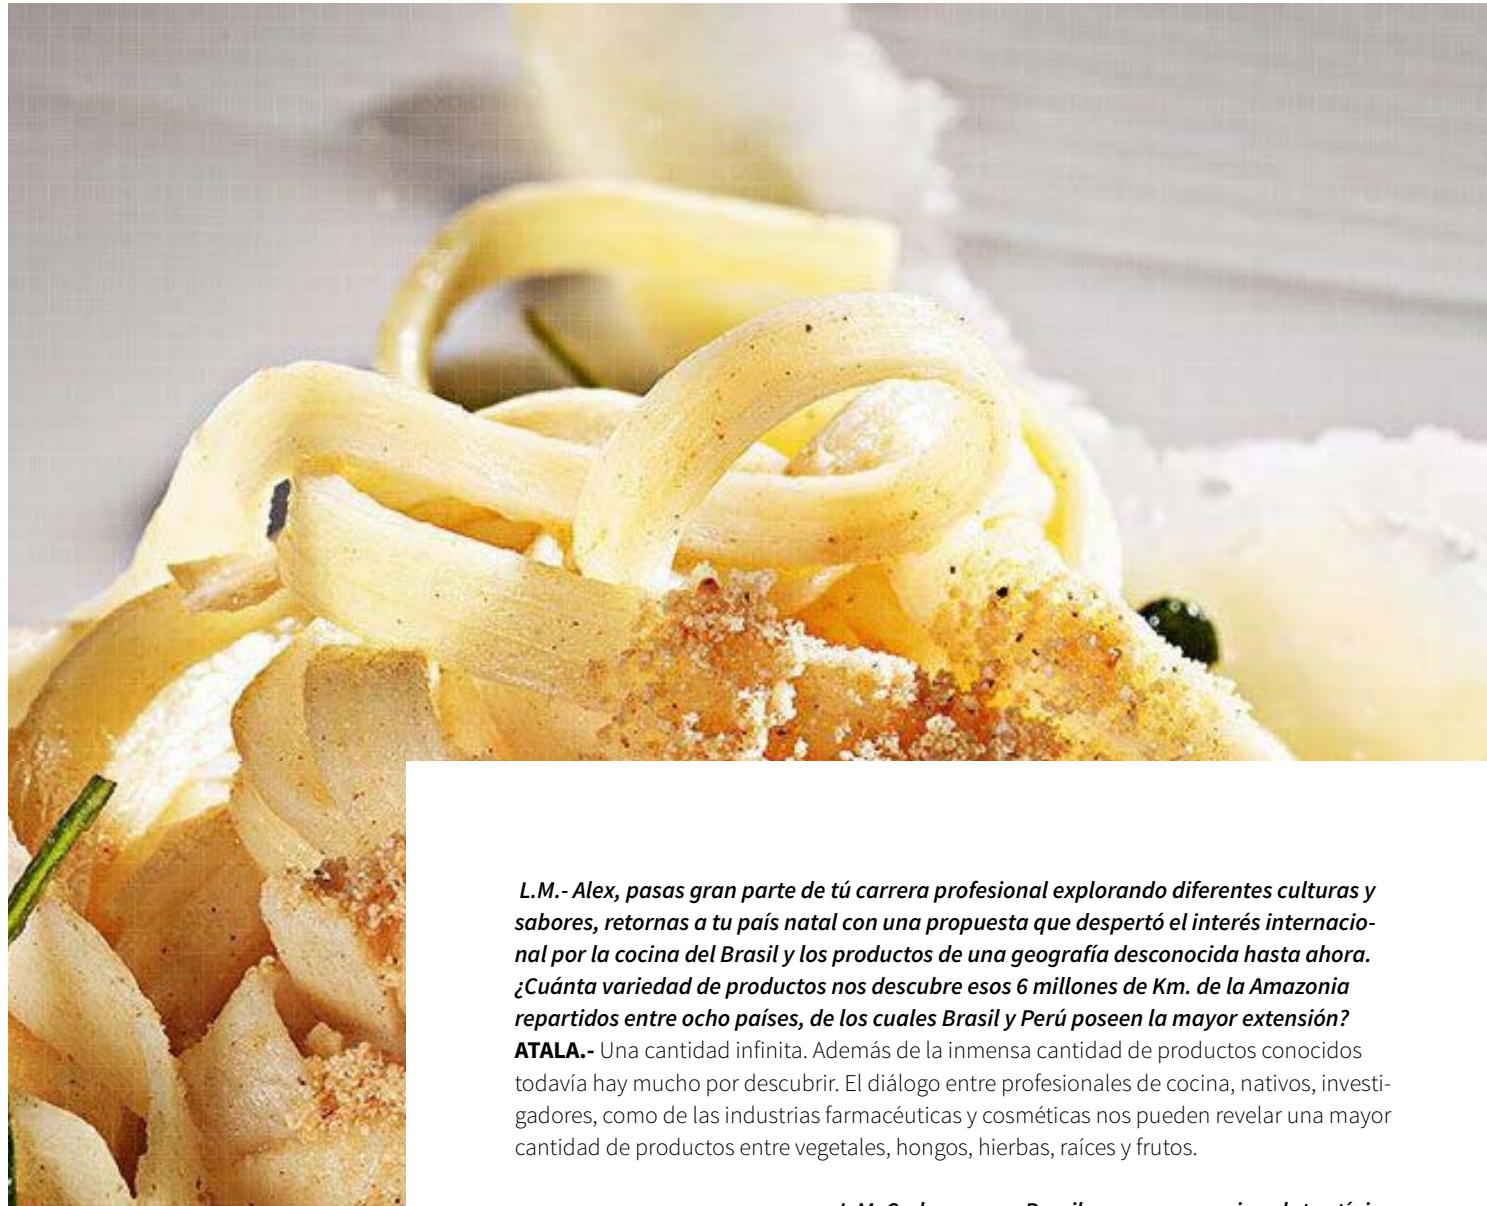 L.M.- Alex, pasas gran parte de tú carrera profesional explorando diferentes culturas y
sabores, retornas a tu país natal con una propuesta que despertó el interés internacio-
nal por la cocina del Brasil y los productos de una geografía desconocida hasta ahora.
¿Cuánta variedad de productos nos descubre esos 6 millones de Km. de la Amazonia
repartidos entre ocho países, de los cuales Brasil y Perú poseen la mayor extensión?
ATALA.- Una cantidad infinita. Además de la inmensa cantidad de productos conocidos
todavía hay mucho por descubrir. El diálogo entre profesionales de cocina, nativos, investi-
gadores, como de las industrias farmacéuticas y cosméticas nos pueden revelar una mayor
cantidad de productos entre vegetales, hongos, hierbas, raíces y frutos.